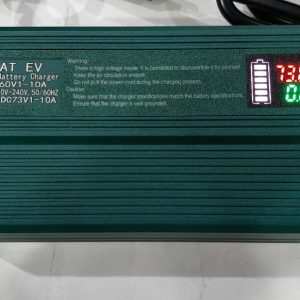 AT EV
Battery Charger
60V1-10A
0V-240V, 50/60HZ
DC73V1-10A
Warning:
There is high voltage inside, it is prohibited to disassemble it by yourself.
Keep the air circulation smooth.
Do not pull the power cord during the charging process.
Caution
Make sure that the charger specifications match the battery specifications.
Ensure that the charger is well grounded.
73.
0.